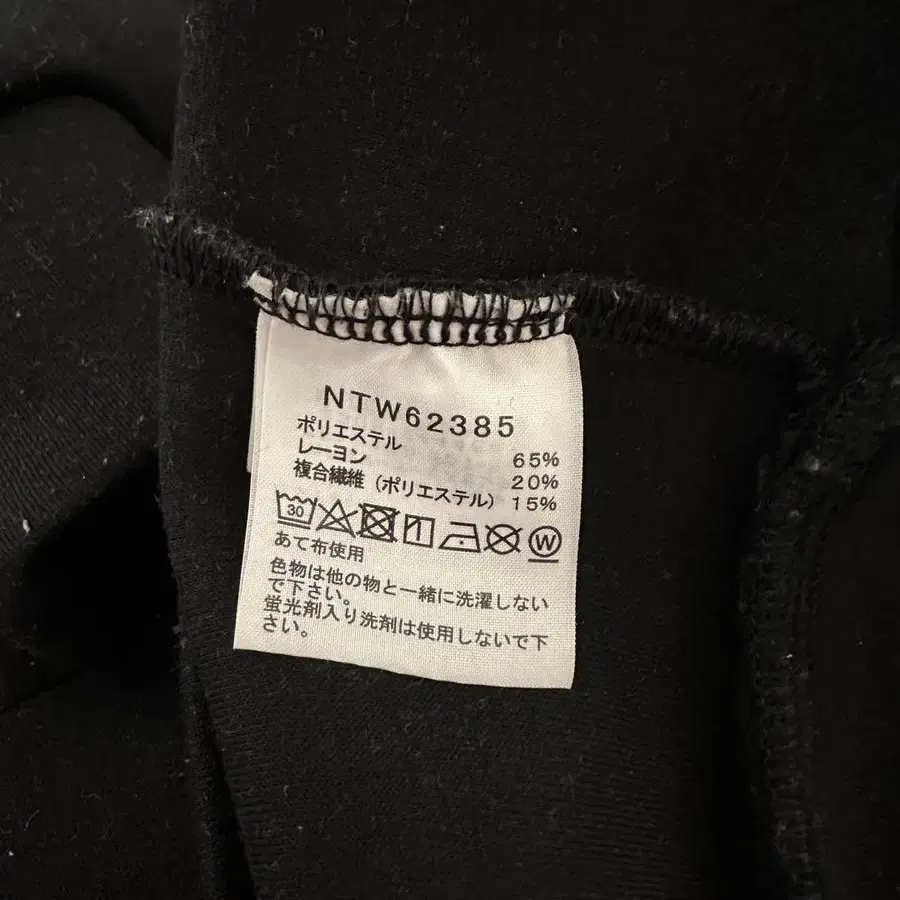 NTW62385
ポリエステル 65%
レーヨン 20%
複合繊維(ポリエステル) 15%
30 W
あて布使用
色物は他の物と一緒に洗濯しない
で下さい。
蛍光剤入り洗剤は使用しないで下
さい。